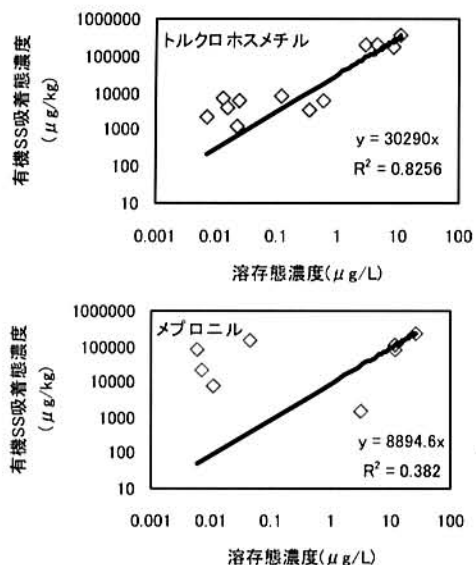 トルクロホスメチル
有機SS吸着態濃度
(μg/kg)
1000000
100000
10000
1000
100
10
y = 30290x
R² = 0.8256
0.001 0.01 0.1 1 10 100
溶存態濃度(μg/L)
メプロニル
有機SS吸着態濃度
(μg/kg)
1000000
100000
10000
1000
100
10
y = 8894.6x
R² = 0.382
0.001 0.01 0.1 1 10 100
溶存態濃度(μg/L)